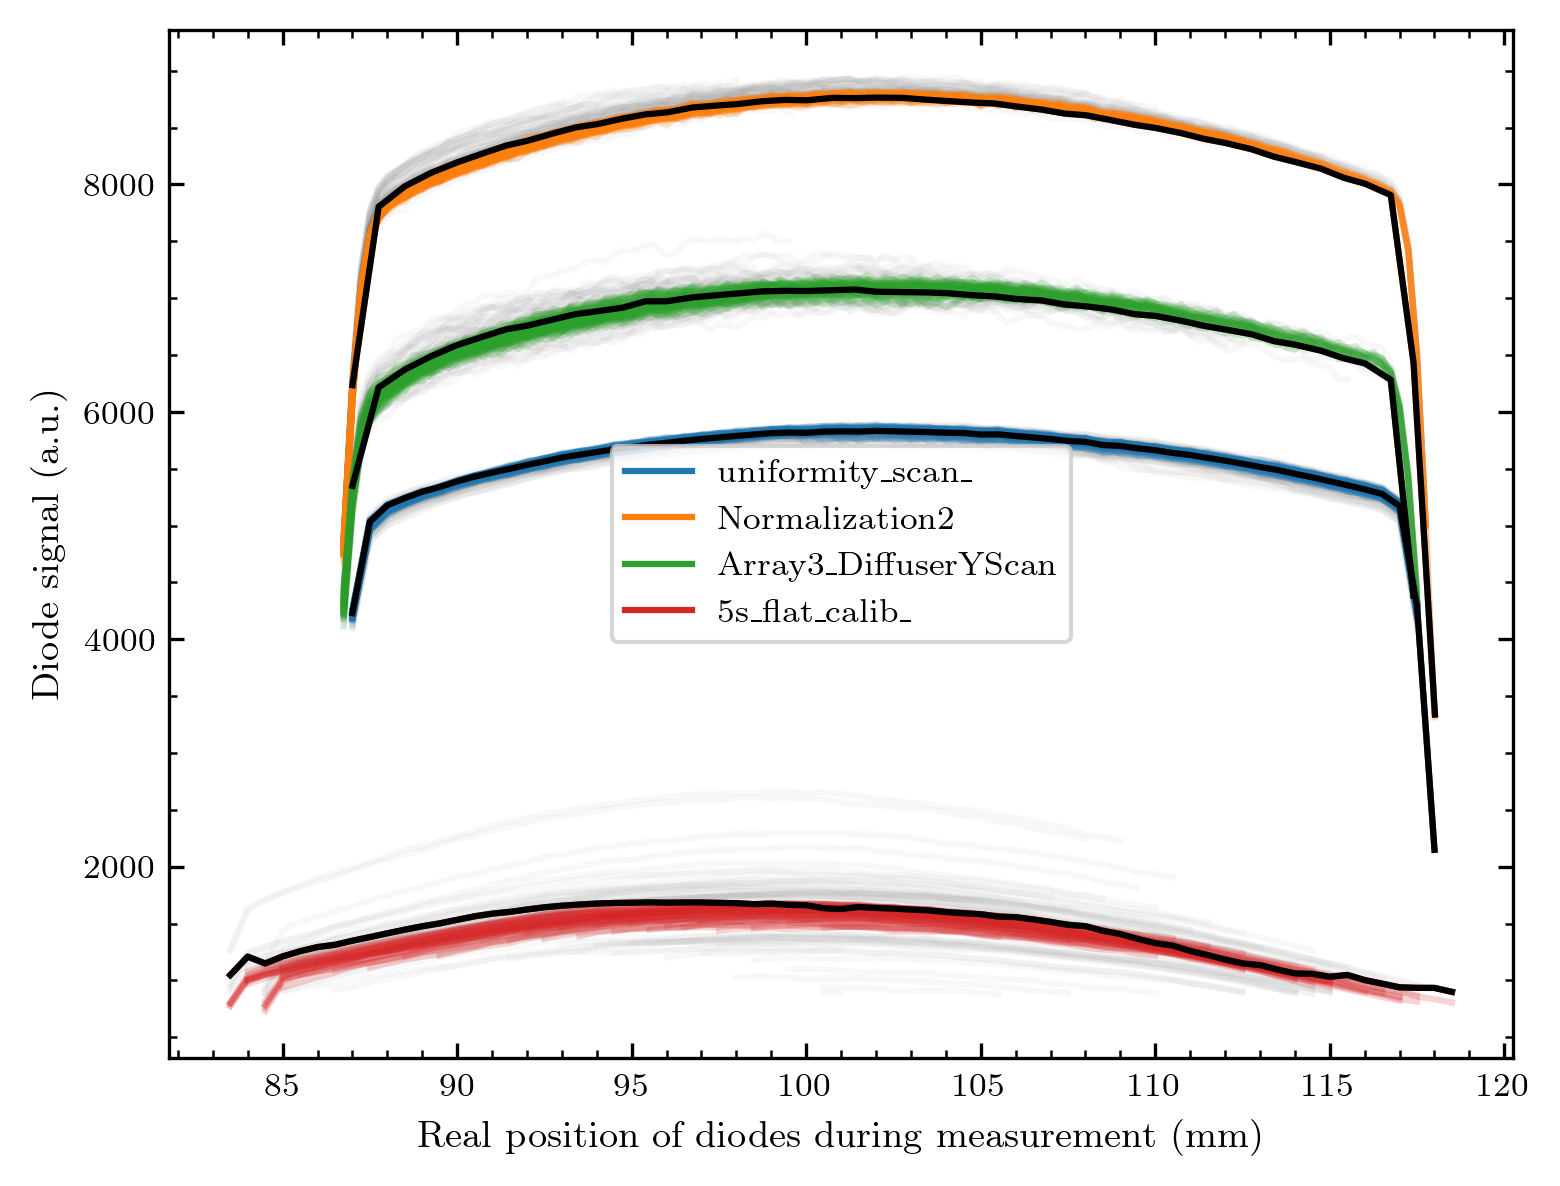 8000
6000
4000
2000
Diode signal (a.u.)
uniformity_scan_
Normalization2
Array3_DiffuserYScan
5s_flat_calib_
85 90 95 100 105 110 115 120
Real position of diodes during measurement (mm)